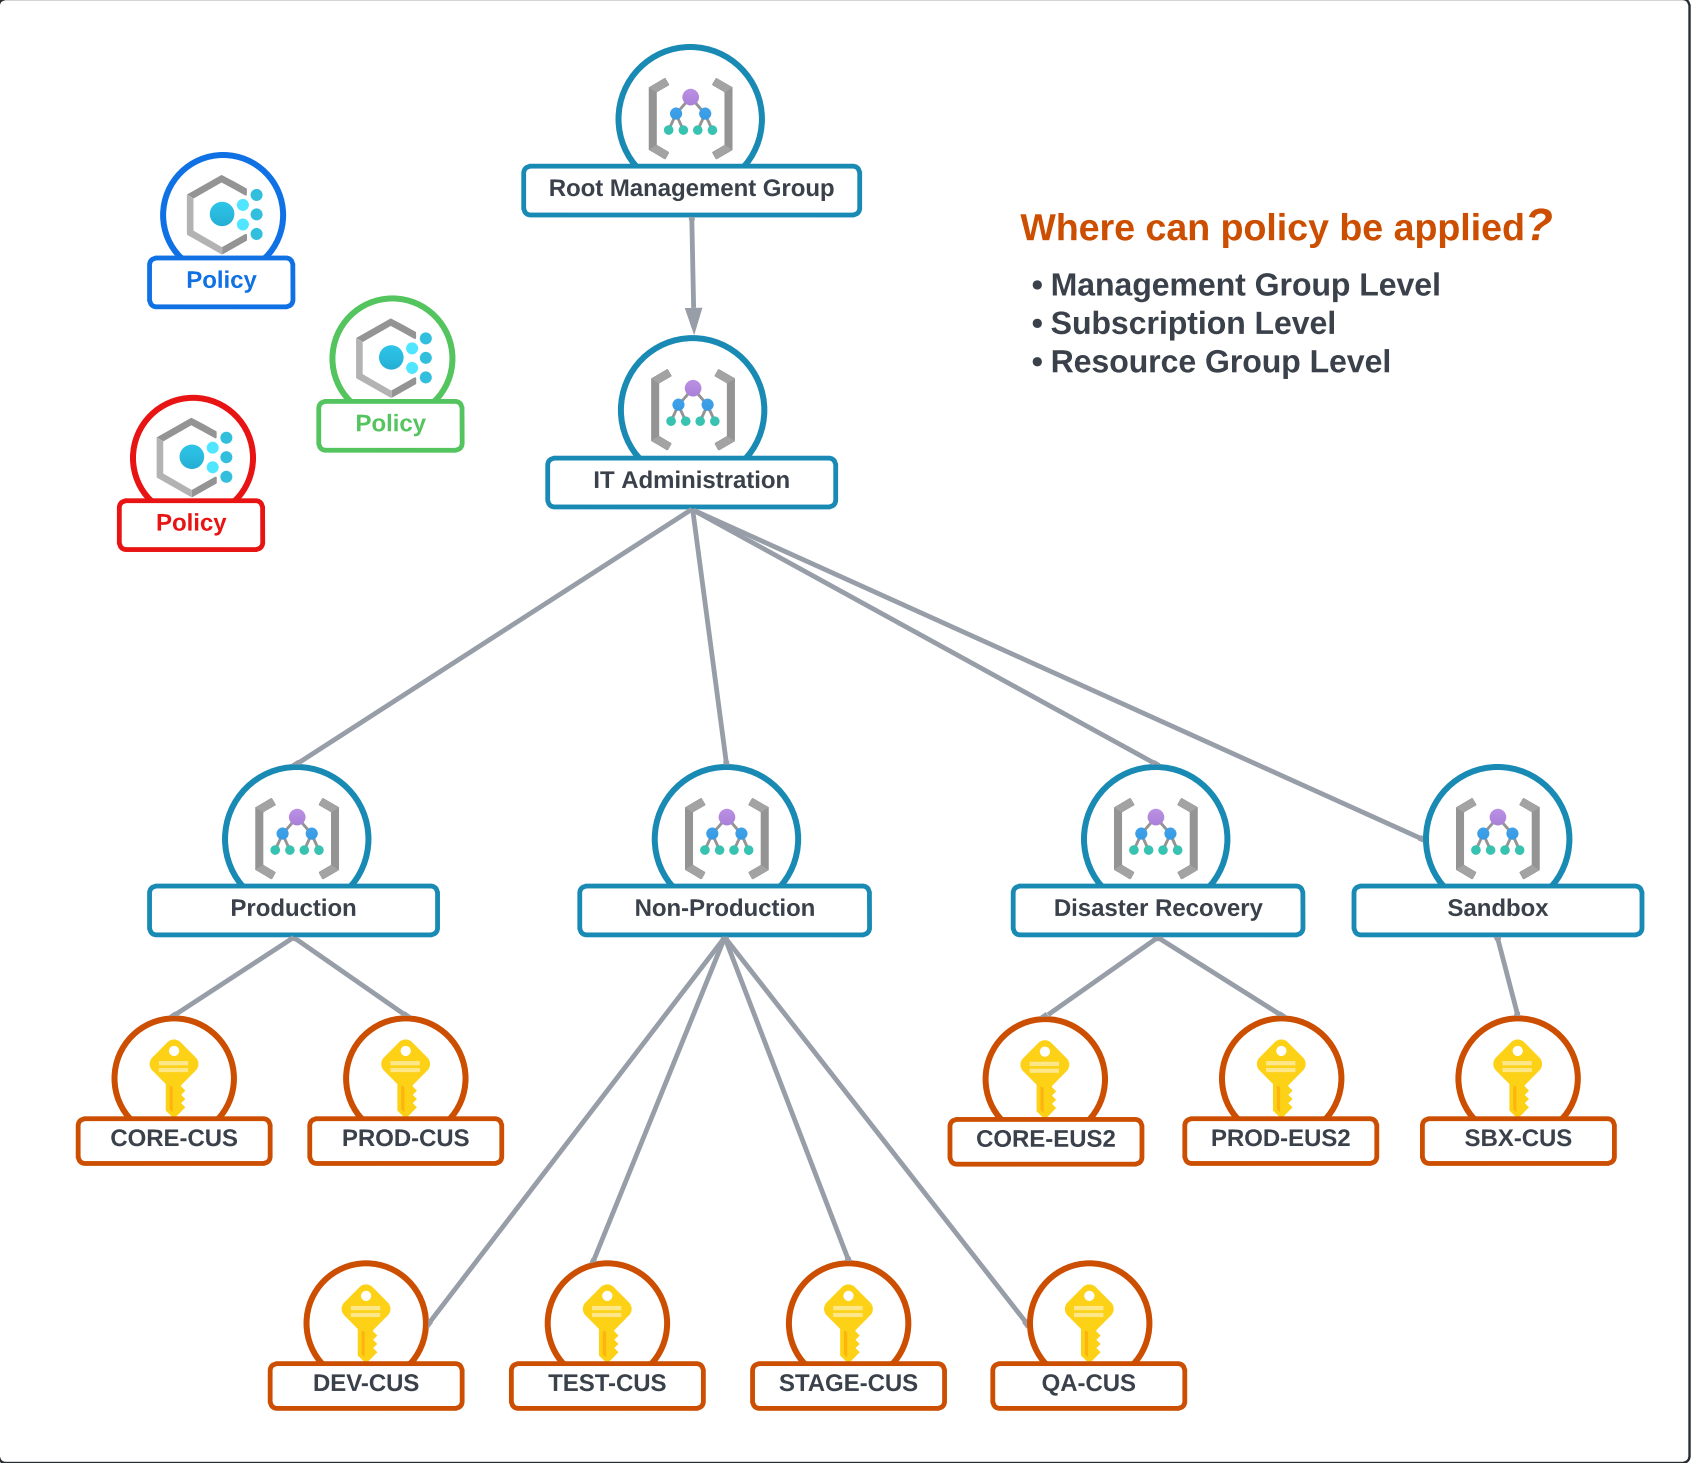 Root Management Group
Policy
Where can policy be applied?
• Management Group Level
• Subscription Level
• Resource Group Level
Policy
IT Administration
Policy
Production
Non-Production
Disaster Recovery
Sandbox
CORE-CUS
PROD-CUS
CORE-EUS2
PROD-EUS2
SBX-CUS
DEV-CUS
TEST-CUS
STAGE-CUS
QA-CUS